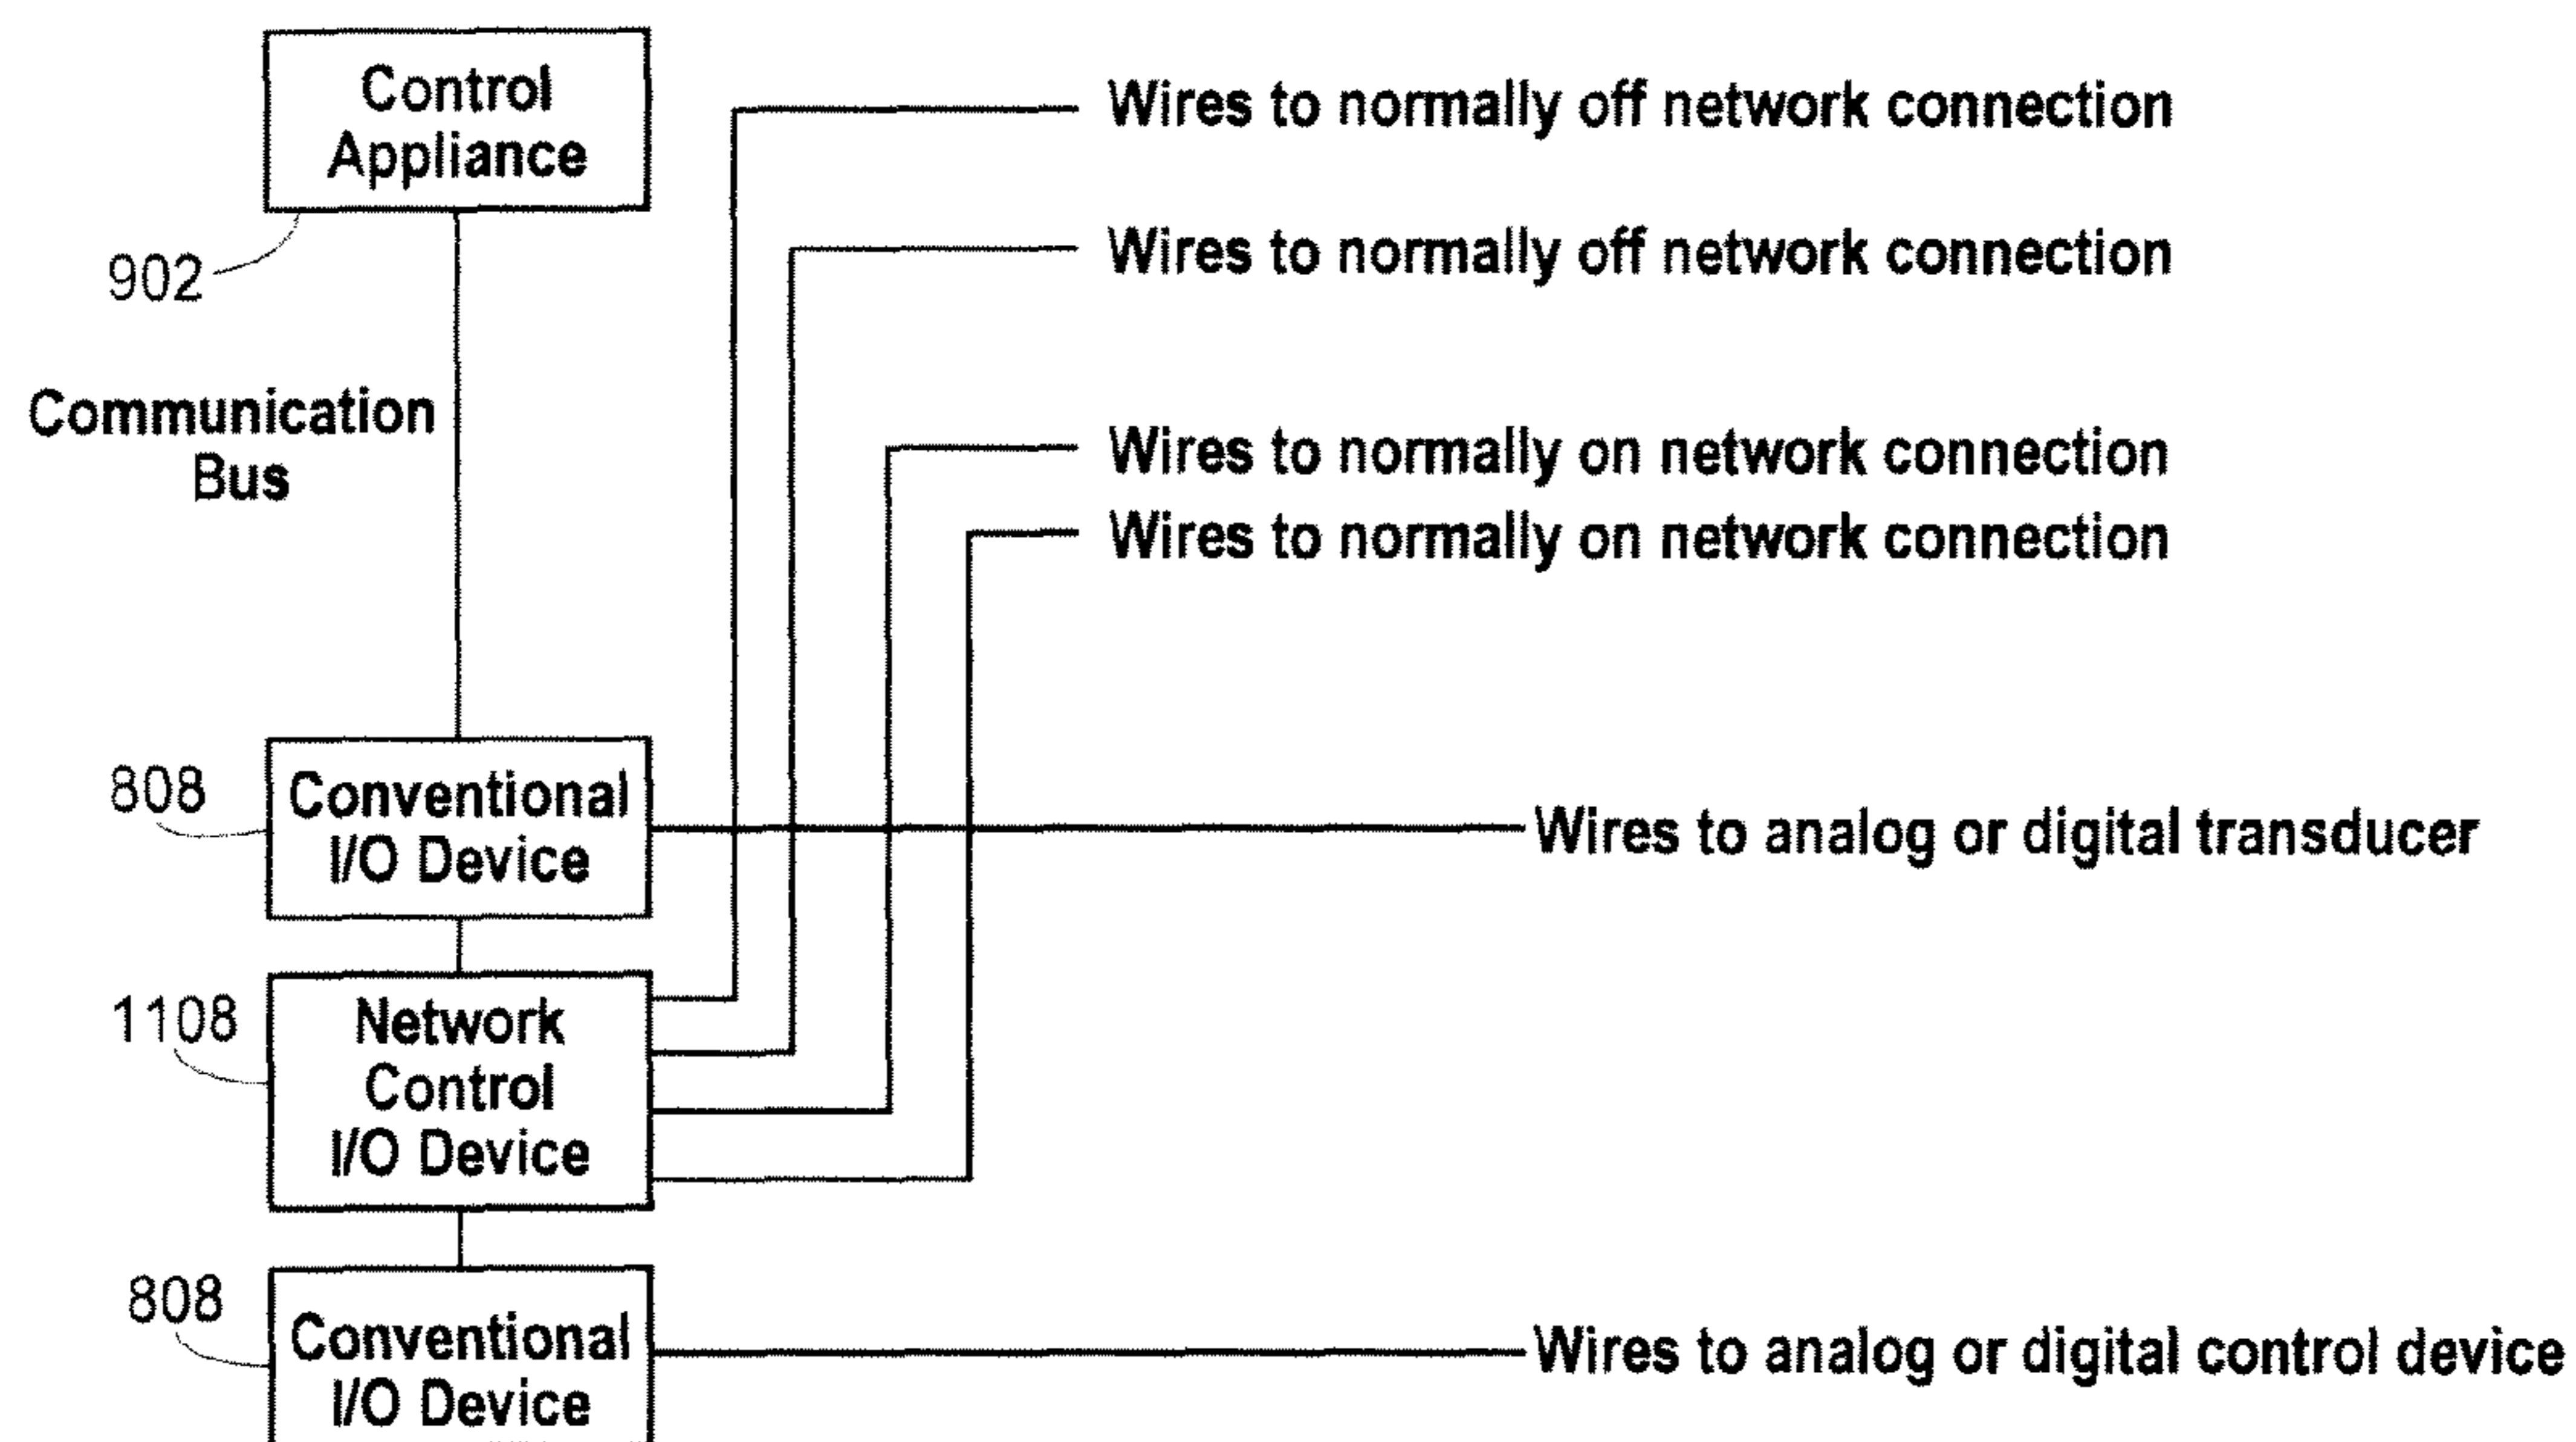 Control
Appliance
902
Wires to normally off network connection
Wires to normally off network connection
Communication
Bus
Wires to normally on network connection
Wires to normally on network connection
808
Conventional
I/O Device
Wires to analog or digital transducer
1108
Network
Control
I/O Device
808
Conventional
I/O Device
Wires to analog or digital control device